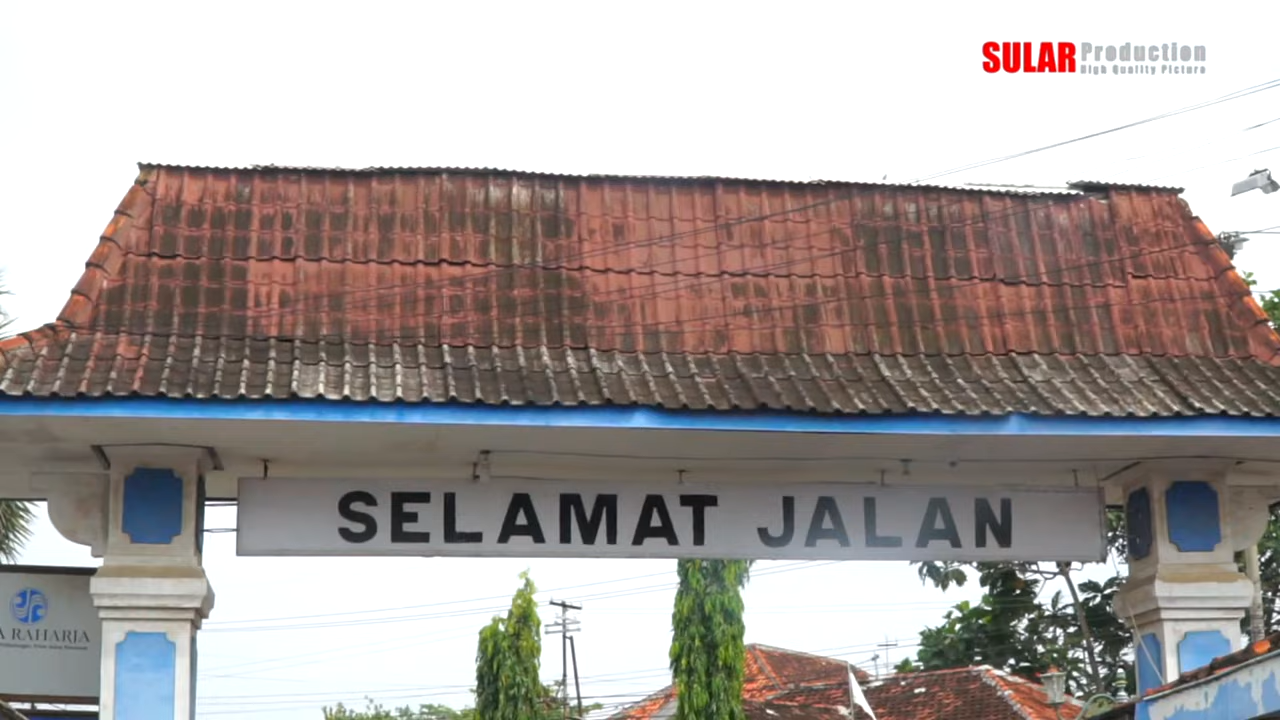 SULAR Production
High Quality Picture
SELAMAT JALAN
A RAHARJA